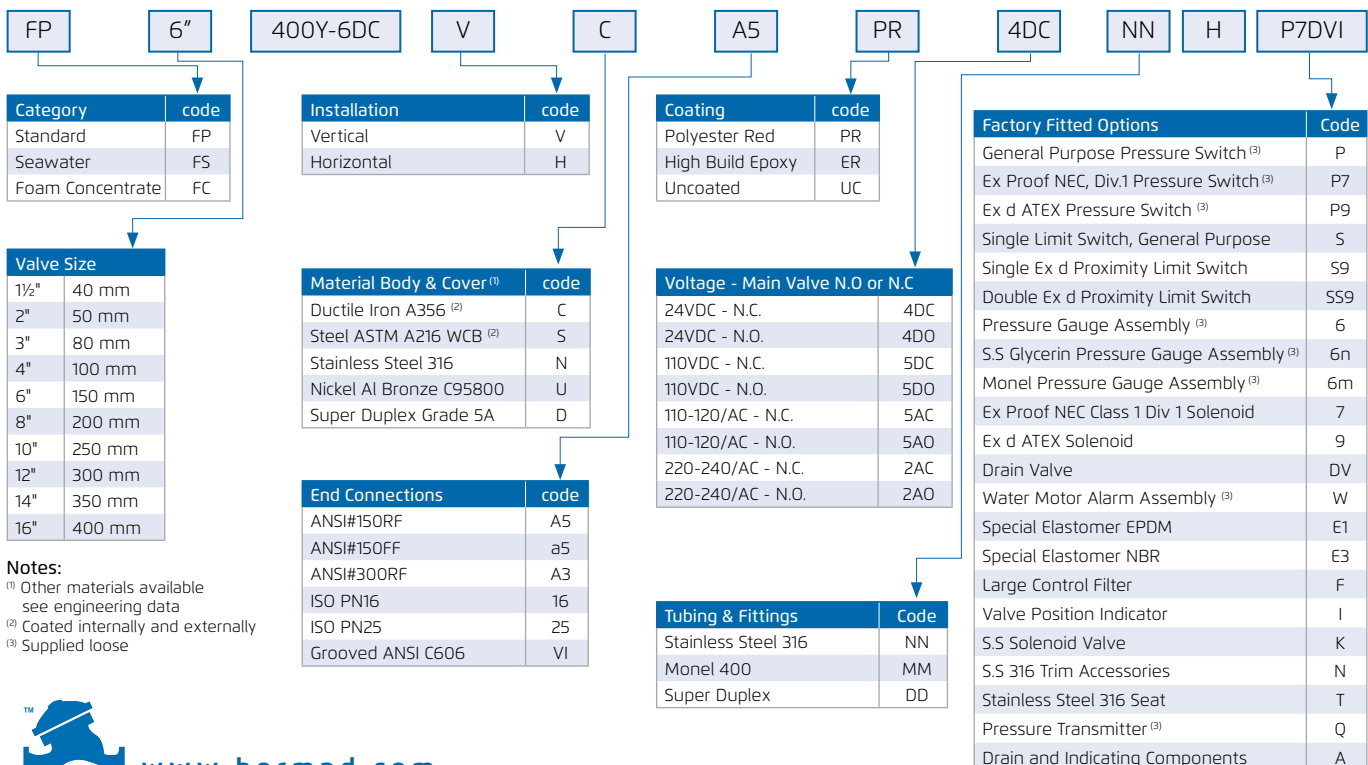 FP 6" 400Y-6DC V C A5 PR 4DC NN H P7DVI
Category code
Standard FP
Seawater FS
Foam Concentrate FC
Valve Size
1½" 40 mm
2" 50 mm
3" 80 mm
4" 100 mm
6" 150 mm
8" 200 mm
10" 250 mm
12" 300 mm
14" 350 mm
16" 400 mm
Notes:
(1) Other materials available
see engineering data
(2) Coated internally and externally
(3) Supplied loose
Installation code
Vertical V
Horizontal H
Material Body & Cover (1) code
Ductile Iron A356 (2) C
Steel ASTM A216 WCB (2) S
Stainless Steel 316 N
Nickel Al Bronze C95800 U
Super Duplex Grade 5A D
End Connections code
ANSI#150RF A5
ANSI#150FF a5
ANSI#300RF A3
ISO PN16 16
ISO PN25 25
Grooved ANSI C606 VI
Coating code
Polyester Red PR
High Build Epoxy ER
Uncoated UC
Voltage - Main Valve N.O or N.C
24VDC - N.C. 4DC
24VDC - N.O. 4DO
110VDC - N.C. 5DC
110VDC - N.O. 5DO
110-120/AC - N.C. 5AC
110-120/AC - N.O. 5AO
220-240/AC - N.C. 2AC
220-240/AC - N.O. 2AO
Tubing & Fittings Code
Stainless Steel 316 NN
Monel 400 MM
Super Duplex DD
Factory Fitted Options Code
General Purpose Pressure Switch (3) P
Ex Proof NEC, Div.1 Pressure Switch (3) P7
Ex d ATEX Pressure Switch (3) P9
Single Limit Switch, General Purpose S
Single Ex d Proximity Limit Switch S9
Double Ex d Proximity Limit Switch SS9
Pressure Gauge Assembly (3) 6
S.S Glycerin Pressure Gauge Assembly (3) 6n
Monel Pressure Gauge Assembly (3) 6m
Ex Proof NEC Class 1 Div 1 Solenoid 7
Ex d ATEX Solenoid 9
Drain Valve DV
Water Motor Alarm Assembly (3) W
Special Elastomer EPDM E1
Special Elastomer NBR E3
Large Control Filter F
Valve Position Indicator I
S.S Solenoid Valve K
S.S 316 Trim Accessories N
Stainless Steel 316 Seat T
Pressure Transmitter (3) Q
Drain and Indicating Components A
TM
www.bermad.com